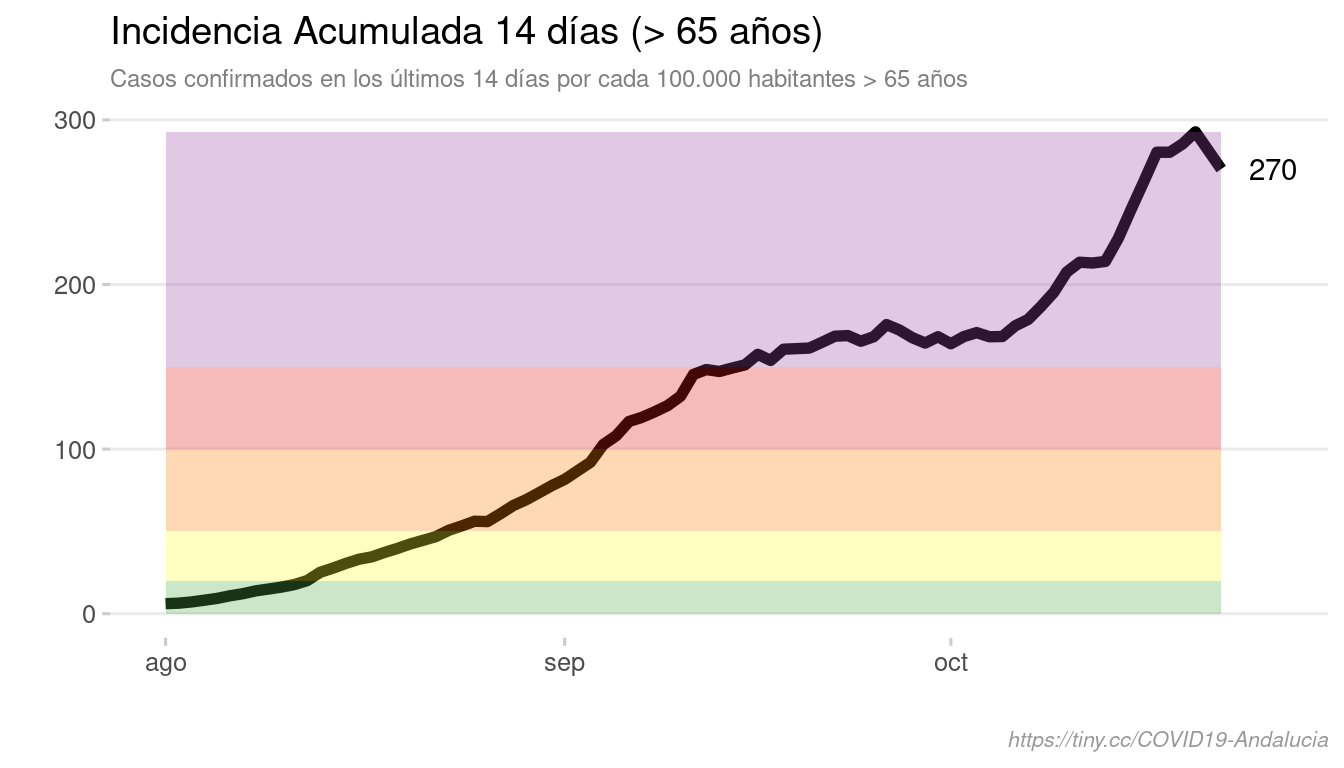 Incidencia Acumulada 14 días (> 65 años)
Casos confirmados en los últimos 14 días por cada 100.000 habitantes > 65 años
300
270
200
100
0
ago sep oct
https://tiny.cc/COVID19-Andalucia